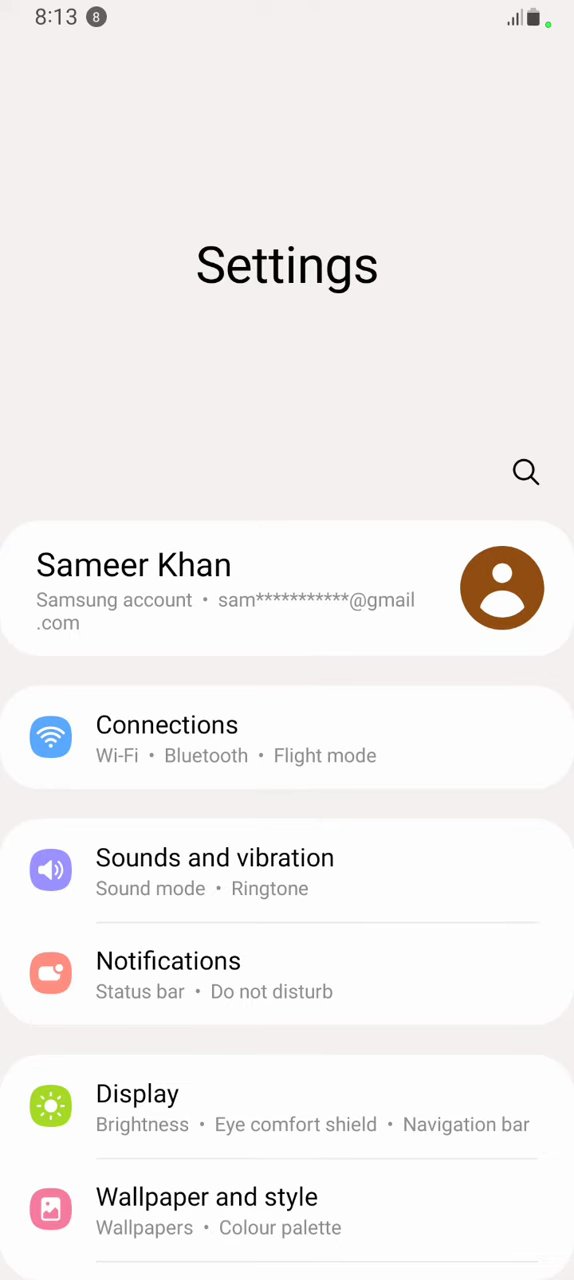 8:13 8
Settings
Sameer Khan
Samsung account • sam***********@gmail
.com
Connections
Wi-Fi • Bluetooth • Flight mode
Sounds and vibration
Sound mode • Ringtone
Notifications
Status bar • Do not disturb
Display
Brightness • Eye comfort shield • Navigation bar
Wallpaper and style
Wallpapers • Colour palette